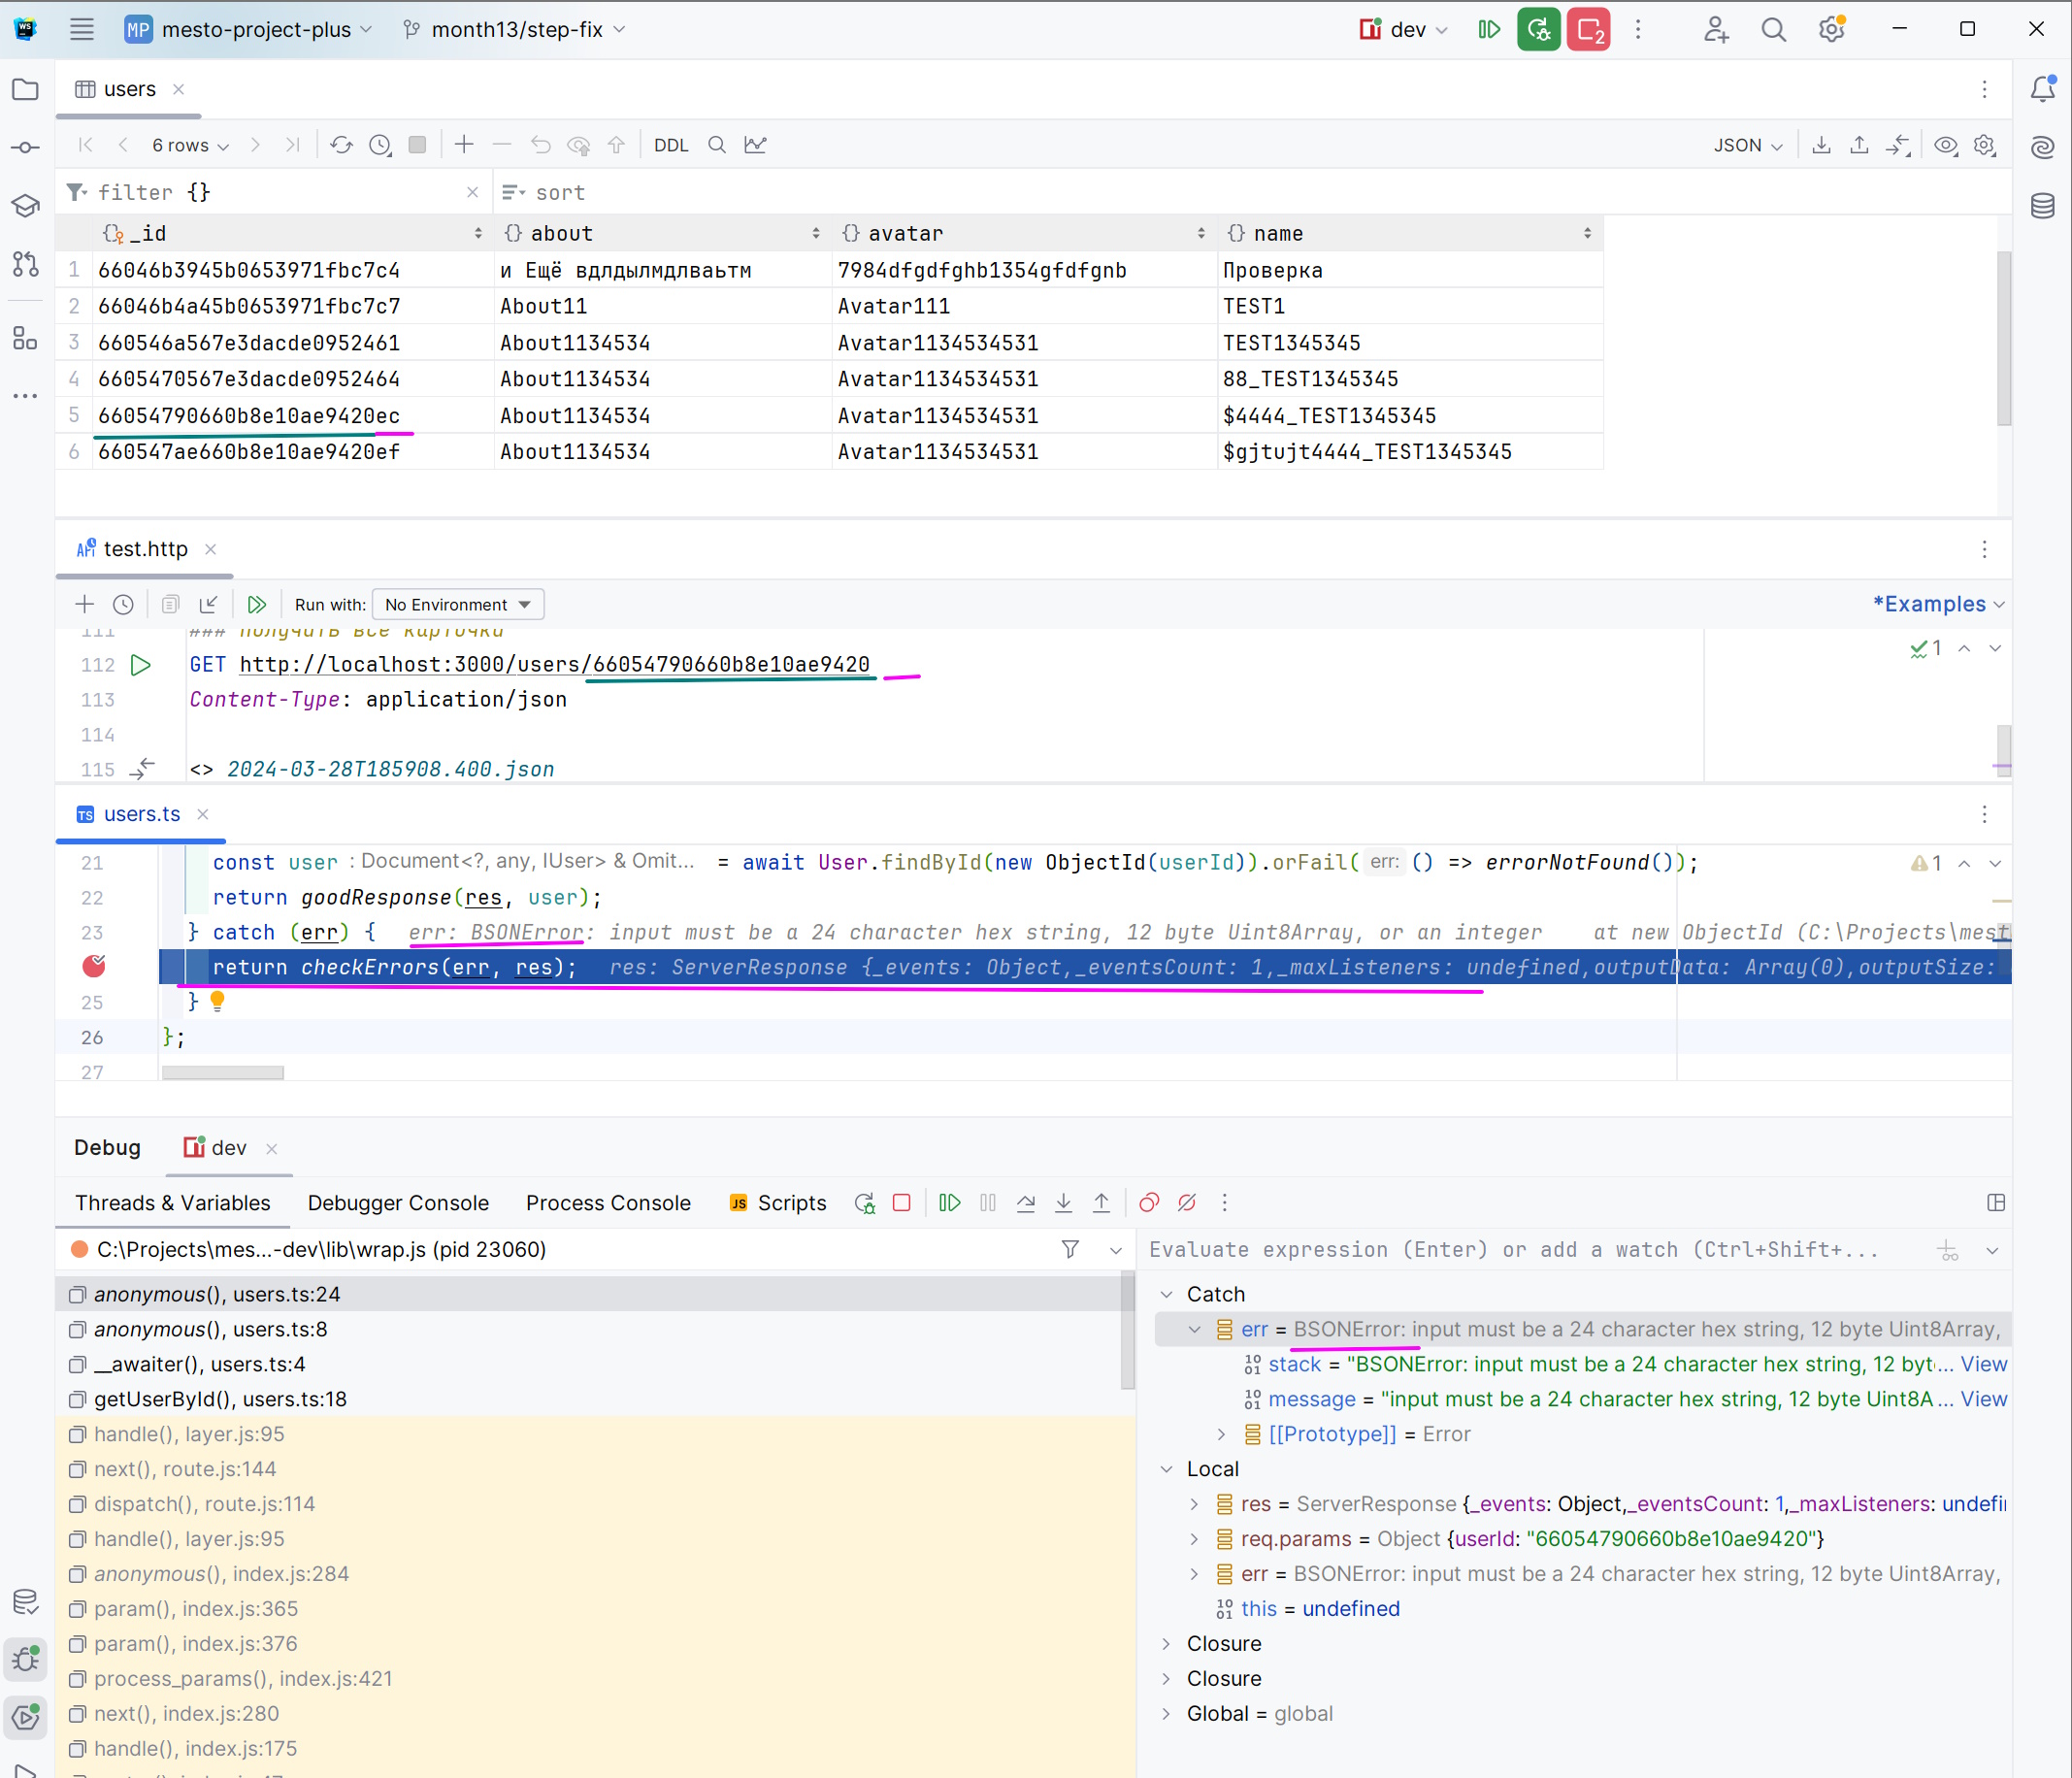 MP mesto-project-plus month13/step-fix dev 2
users
6 rows DDL JSON
filter {} sort
_id about avatar name
1 66046b3945b0653971fbc7c4 и Ещё вдлдылмдлваьтм 7984dfgdfghb1354gfdfgnb Проверка
2 66046b4a45b0653971fbc7c7 About11 Avatar111 TEST1
3 660546a567e3dacde0952461 About1134534 Avatar1134534531 TEST1345345
4 6605470567e3dacde0952464 About1134534 Avatar1134534531 88_TEST1345345
5 66054790660b8e10ae9420ec About1134534 Avatar1134534531 $4444_TEST1345345
6 660547ae660b8e10ae9420ef About1134534 Avatar1134534531 $gjtujt4444_TEST1345345
API test.http
Run with: No Environment *Examples
111 ### получать все карточки
112 GET http://localhost:3000/users/66054790660b8e10ae9420 1
113 Content-Type: application/json
114
115 <> 2024-03-28T185908.400.json
TS users.ts
21 const user : Document<?, any, IUser> & Omit... = await User.findById(new ObjectId(userId)).orFail( err: () => errorNotFound()); 1
22 return goodResponse(res, user);
23 } catch (err) { err: BSONError: input must be a 24 character hex string, 12 byte Uint8Array, or an integer at new ObjectId (C:\Projects\mest
return checkErrors(err, res); res: ServerResponse {_events: Object,_eventsCount: 1,_maxListeners: undefined,outputData: Array(0),outputSize:
25 }
26 };
27
Debug dev
Threads & Variables Debugger Console Process Console JS Scripts
C:\Projects\mes...-dev\lib\wrap.js (pid 23060) Evaluate expression (Enter) or add a watch (Ctrl+Shift+...
anonymous(), users.ts:24
anonymous(), users.ts:8
__awaiter(), users.ts:4
getUserById(), users.ts:18
handle(), layer.js:95
next(), route.js:144
dispatch(), route.js:114
handle(), layer.js:95
anonymous(), index.js:284
param(), index.js:365
param(), index.js:376
process_params(), index.js:421
next(), index.js:280
handle(), index.js:175
Catch
err = BSONError: input must be a 24 character hex string, 12 byte Uint8Array,
stack = "BSONError: input must be a 24 character hex string, 12 byt... View
message = "input must be a 24 character hex string, 12 byte Uint8A... View
[[Prototype]] = Error
Local
res = ServerResponse {_events: Object,_eventsCount: 1,_maxListeners: undefi
req.params = Object {userId: "66054790660b8e10ae9420"}
err = BSONError: input must be a 24 character hex string, 12 byte Uint8Array,
this = undefined
Closure
Closure
Global = global